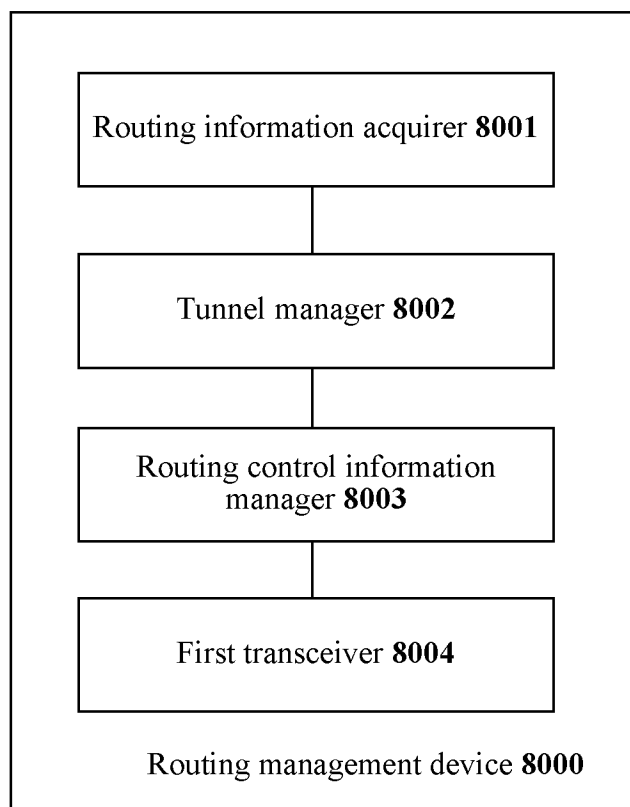 Routing information acquirer 8001
Tunnel manager 8002
Routing control information
manager 8003
First transceiver 8004
Routing management device 8000